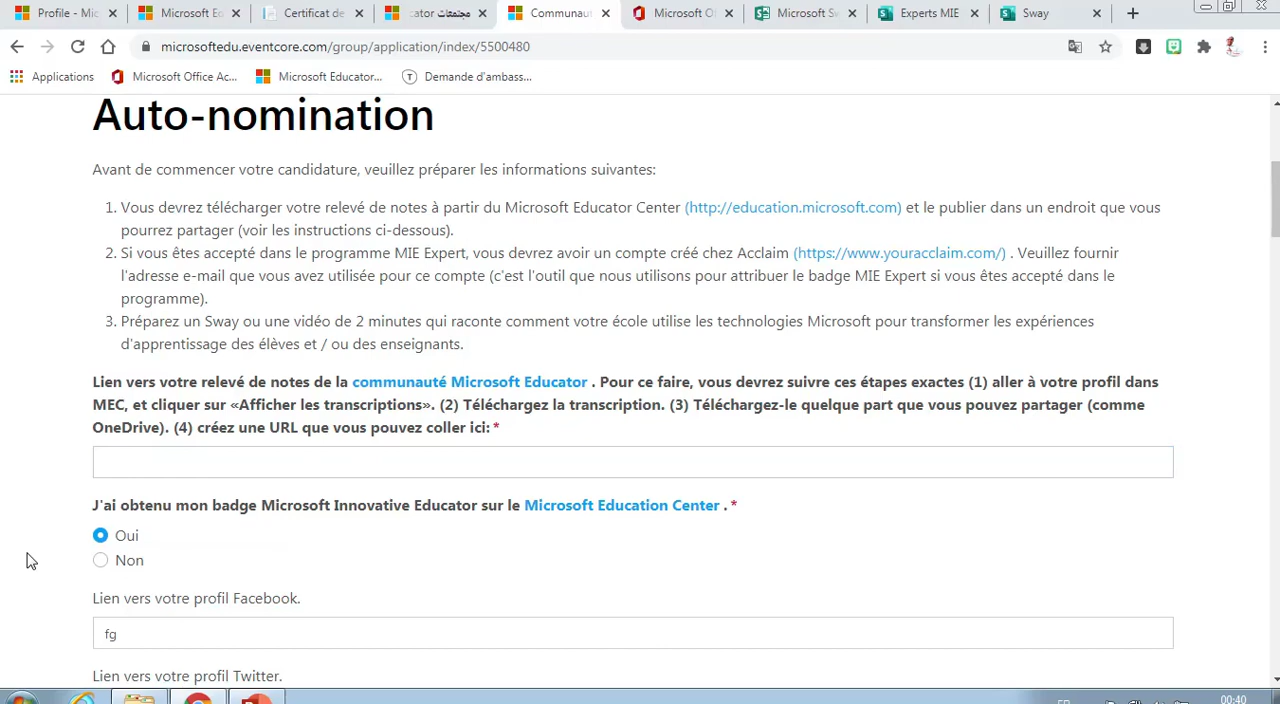 Profile - Mic
Microsoft Ed
Certificat de
cator مجتمعات
Communaut
Microsoft O
Microsoft S
Experts MIE
Sway
microsoftedu.eventcore.com/group/application/index/5500480
Applications
Microsoft Office Ac...
Microsoft Educator...
Demande d'ambass...
Auto-nomination
Avant de commencer votre candidature, veuillez préparer les informations suivantes:
1. Vous devrez télécharger votre relevé de notes à partir du Microsoft Educator Center (http://education.microsoft.com) et le publier dans un endroit que vous
pourrez partager (voir les instructions ci-dessous).
2. Si vous êtes accepté dans le programme MIE Expert, vous devrez avoir un compte créé chez Acclaim (https://www.youracclaim.com/) . Veuillez fournir
l'adresse e-mail que vous avez utilisée pour ce compte (c'est l'outil que nous utilisons pour attribuer le badge MIE Expert si vous êtes accepté dans le
programme).
3. Préparez un Sway ou une vidéo de 2 minutes qui raconte comment votre école utilise les technologies Microsoft pour transformer les expériences
d'apprentissage des élèves et / ou des enseignants.
Lien vers votre relevé de notes de la communauté Microsoft Educator . Pour ce faire, vous devrez suivre ces étapes exactes (1) aller à votre profil dans
MEC, et cliquer sur «Afficher les transcriptions». (2) Téléchargez la transcription. (3) Téléchargez-le quelque part que vous pouvez partager (comme
OneDrive). (4) créez une URL que vous pouvez coller ici: *
J'ai obtenu mon badge Microsoft Innovative Educator sur le Microsoft Education Center . *
Oui
Non
Lien vers votre profil Facebook.
fg
Lien vers votre profil Twitter.
00:40